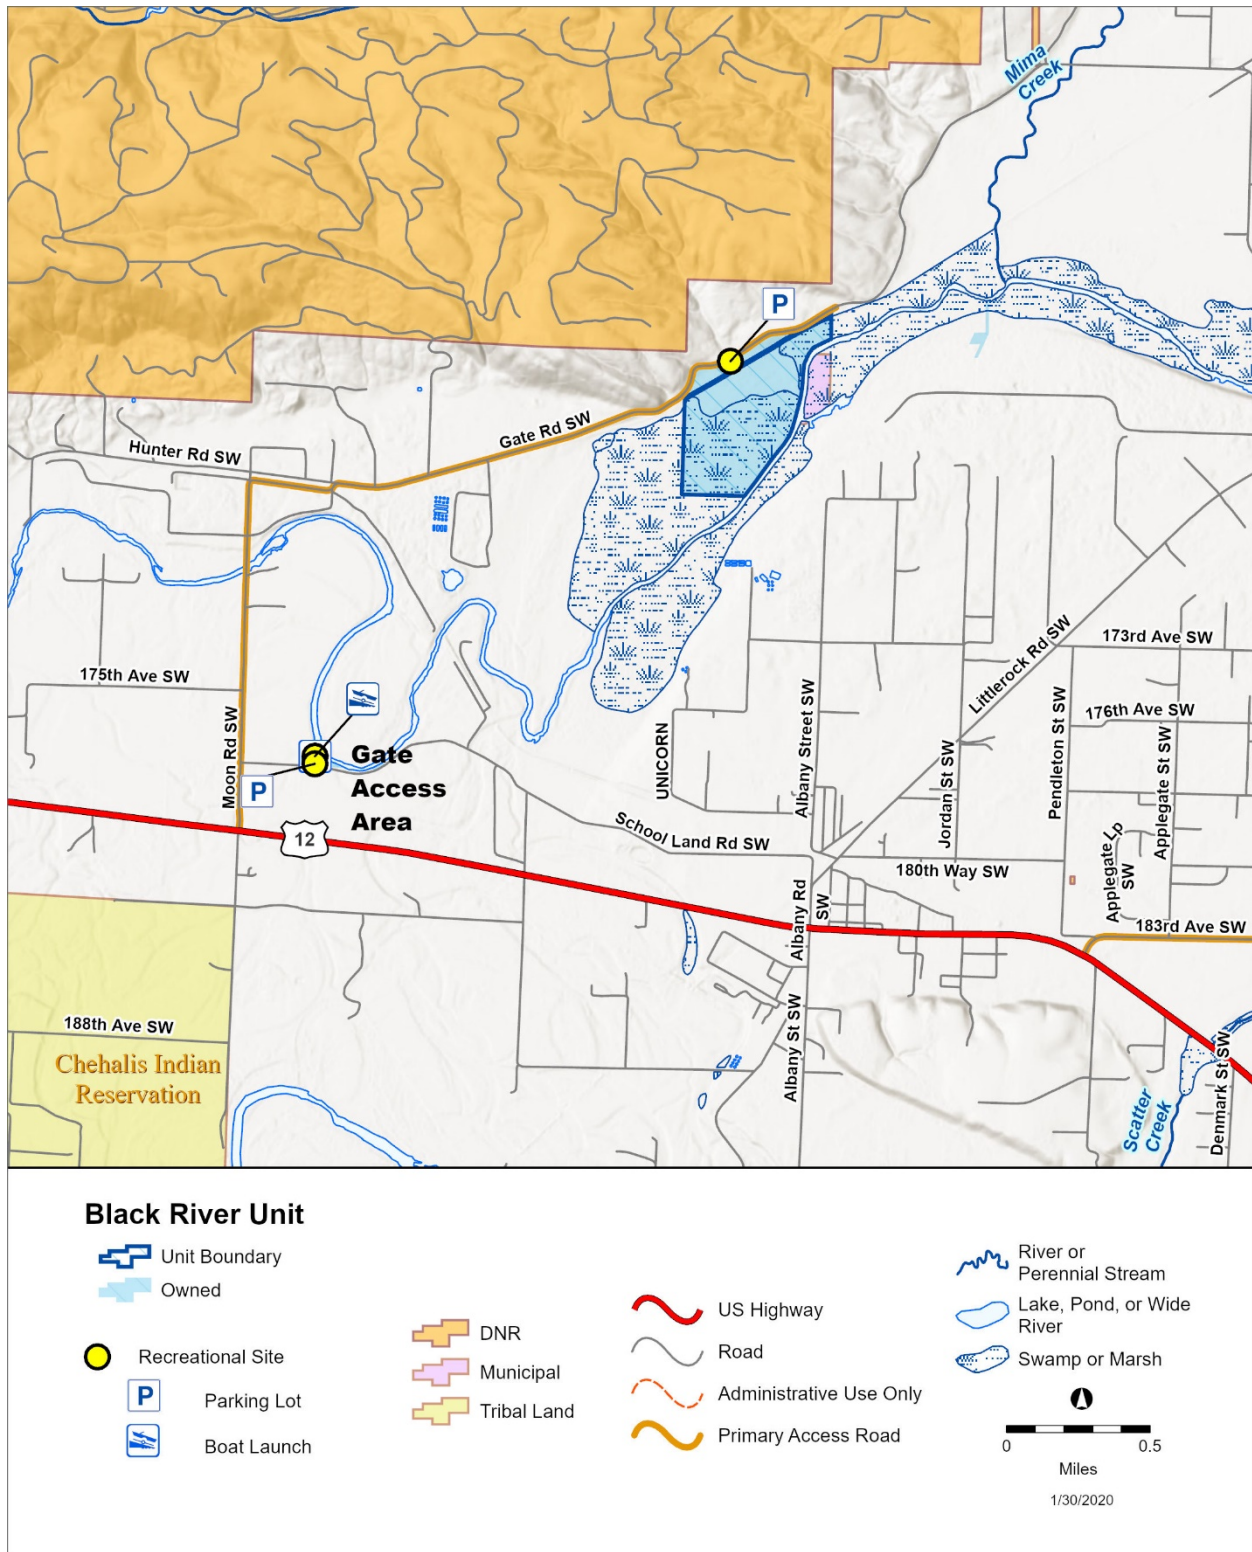 Mima
Creek
P
Gate Rd SW
Hunter Rd SW
175th Ave SW
Moon Rd SW
Gate
Access
Area
P
12
UNICORN
School Land Rd SW
Albany Street SW
Littlerock Rd SW
173rd Ave SW
176th Ave SW
Pendleton St SW
Applegate St SW
Jordan St SW
Applegate Lp
SW
180th Way SW
183rd Ave SW
Albany Rd
SW
Albany St SW
188th Ave SW
Chehalis Indian
Reservation
Scatter
Creek
Denmark St SW
Black River Unit
Unit Boundary
Owned
Recreational Site
P
Parking Lot
Boat Launch
DNR
Municipal
Tribal Land
US Highway
Road
Administrative Use Only
Primary Access Road
River or
Perennial Stream
Lake, Pond, or Wide
River
Swamp or Marsh
0 0.5
Miles
1/30/2020